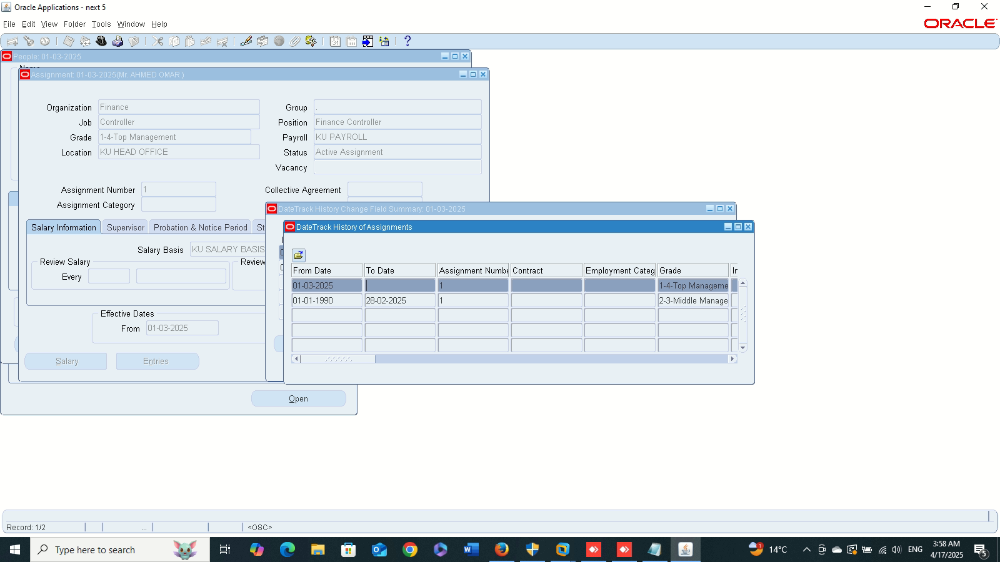 Oracle Applications - next 5
File Edit View Folder Tools Window Help
ORACLE
People: 01-03-2025
Assignment: 01-03-2025(Mr. AHMED OMAR )
Organization Finance Group .
Job Controller Position Finance Controller
Grade 1-4-Top Management Payroll KU PAYROLL
Location KU HEAD OFFICE Status Active Assignment
Vacancy
Assignment Number 1 Collective Agreement
Assignment Category
DateTrack History Change Field Summary: 01-03-2025
Salary Information Supervisor Probation & Notice Period St
DateTrack History of Assignments
Salary Basis KU SALARY BASIS
Review Salary Review
Every
From Date To Date Assignment Numbe Contract Employment Categ Grade In
01-03-2025 1 1-4-Top Manageme
01-01-1990 28-02-2025 1 2-3-Middle Manage
Effective Dates
From 01-03-2025
Salary Entries
Open
Record: 1/2 ... <OSC>
Type here to search
1 14°C ENG 3:58 AM
4/17/2025 5